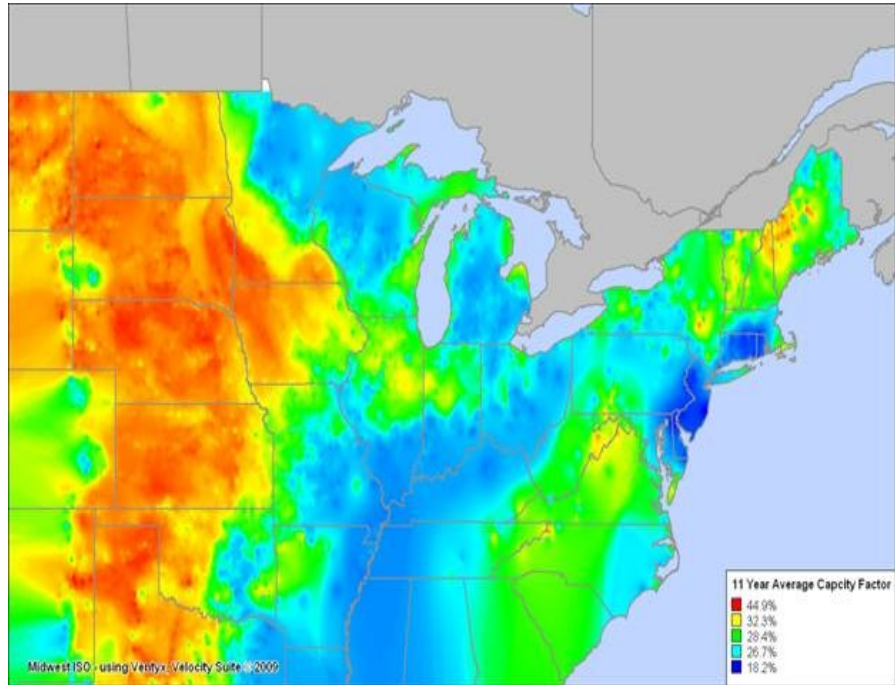 11 Year Average Capcity Factor
44.9%
32.3%
28.4%
26.7%
18.2%
Midwest ISO - using Ventyx, Velocity Suite © 2009